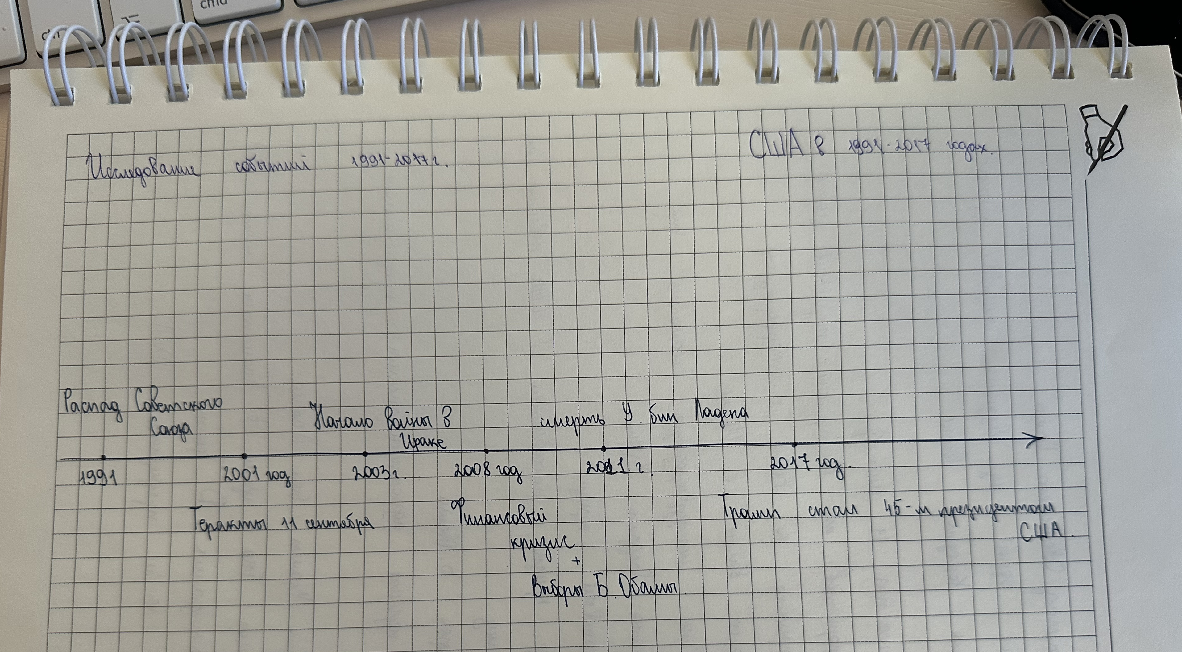 Исследование событий 1991-2017 г.
США в 1991-2017 годах.
Распад Советского
Союза
Начало войны в
Ираке
смерть У. бин Ладена
1991
2001 год
2003 г.
2008 год
2011 г
2017 год.
Теракты 11 сентября
Финансовый
кризис
+
Выборы Б. Обамы
Трамп стал 45-м президентом
США.